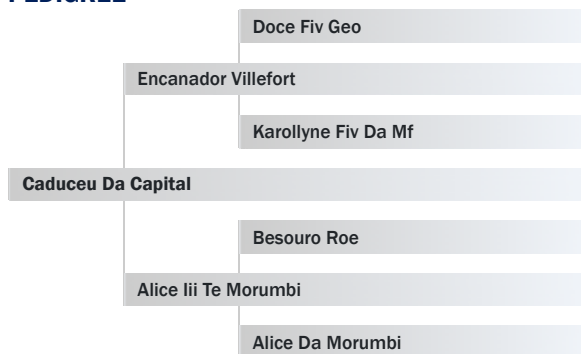 PEDIGREE
Doce Fiv Geo
Encanador Villefort
Karollyne Fiv Da Mf
Caduceu Da Capital
Besouro Roe
Alice Iii Te Morumbi
Alice Da Morumbi